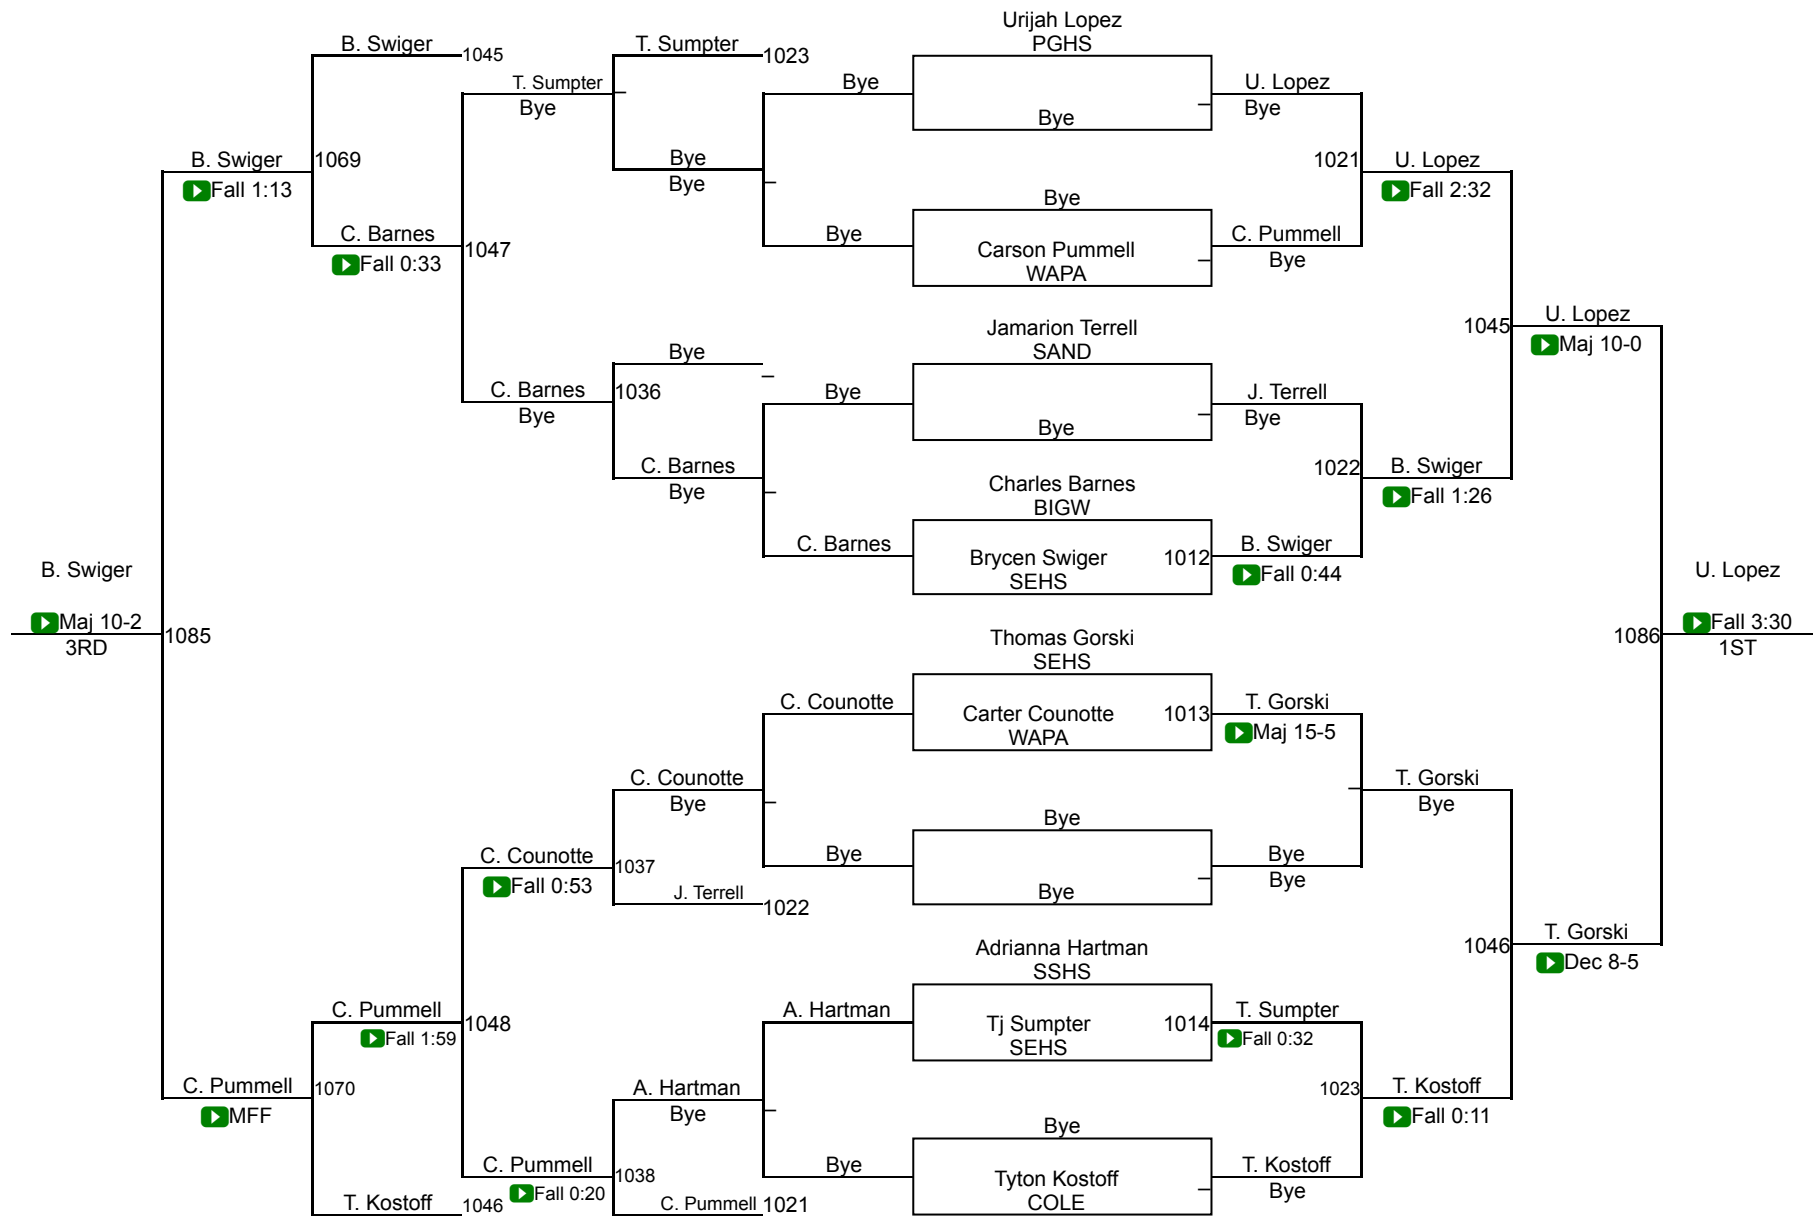 Urijah Lopez
PGHS
B. Swiger
1045
T. Sumpter
1023
T. Sumpter
Bye
Bye
Bye
U. Lopez
Bye
B. Swiger
Fall 1:13
1069
Bye
Bye
1021
U. Lopez
Fall 2:32
C. Barnes
Fall 0:33
1047
Bye
Bye
Carson Pummell
WAPA
C. Pummell
Bye
Jamarion Terrell
SAND
1045
U. Lopez
Maj 10-0
Bye
C. Barnes
Bye
1036
Bye
Bye
J. Terrell
Bye
C. Barnes
Bye
1022
B. Swiger
Fall 1:26
Charles Barnes
BIGW
C. Barnes
Brycen Swiger
SEHS
1012
B. Swiger
Fall 0:44
B. Swiger
Maj 10-2
3RD
1085
U. Lopez
1086
Fall 3:30
1ST
Thomas Gorski
SEHS
C. Counotte
Carter Counotte
WAPA
1013
T. Gorski
Maj 15-5
C. Counotte
Bye
T. Gorski
Bye
Bye
C. Counotte
Fall 0:53
1037
Bye
Bye
Bye
Bye
J. Terrell
1022
1046
T. Gorski
Dec 8-5
Adrianna Hartman
SSHS
C. Pummell
Fall 1:59
1048
A. Hartman
Tj Sumpter
SEHS
1014
T. Sumpter
Fall 0:32
C. Pummell
MFF
1070
A. Hartman
Bye
1023
T. Kostoff
Fall 0:11
Bye
C. Pummell
Fall 0:20
1038
Bye
Tyton Kostoff
COLE
T. Kostoff
Bye
T. Kostoff
1046
C. Pummell
1021